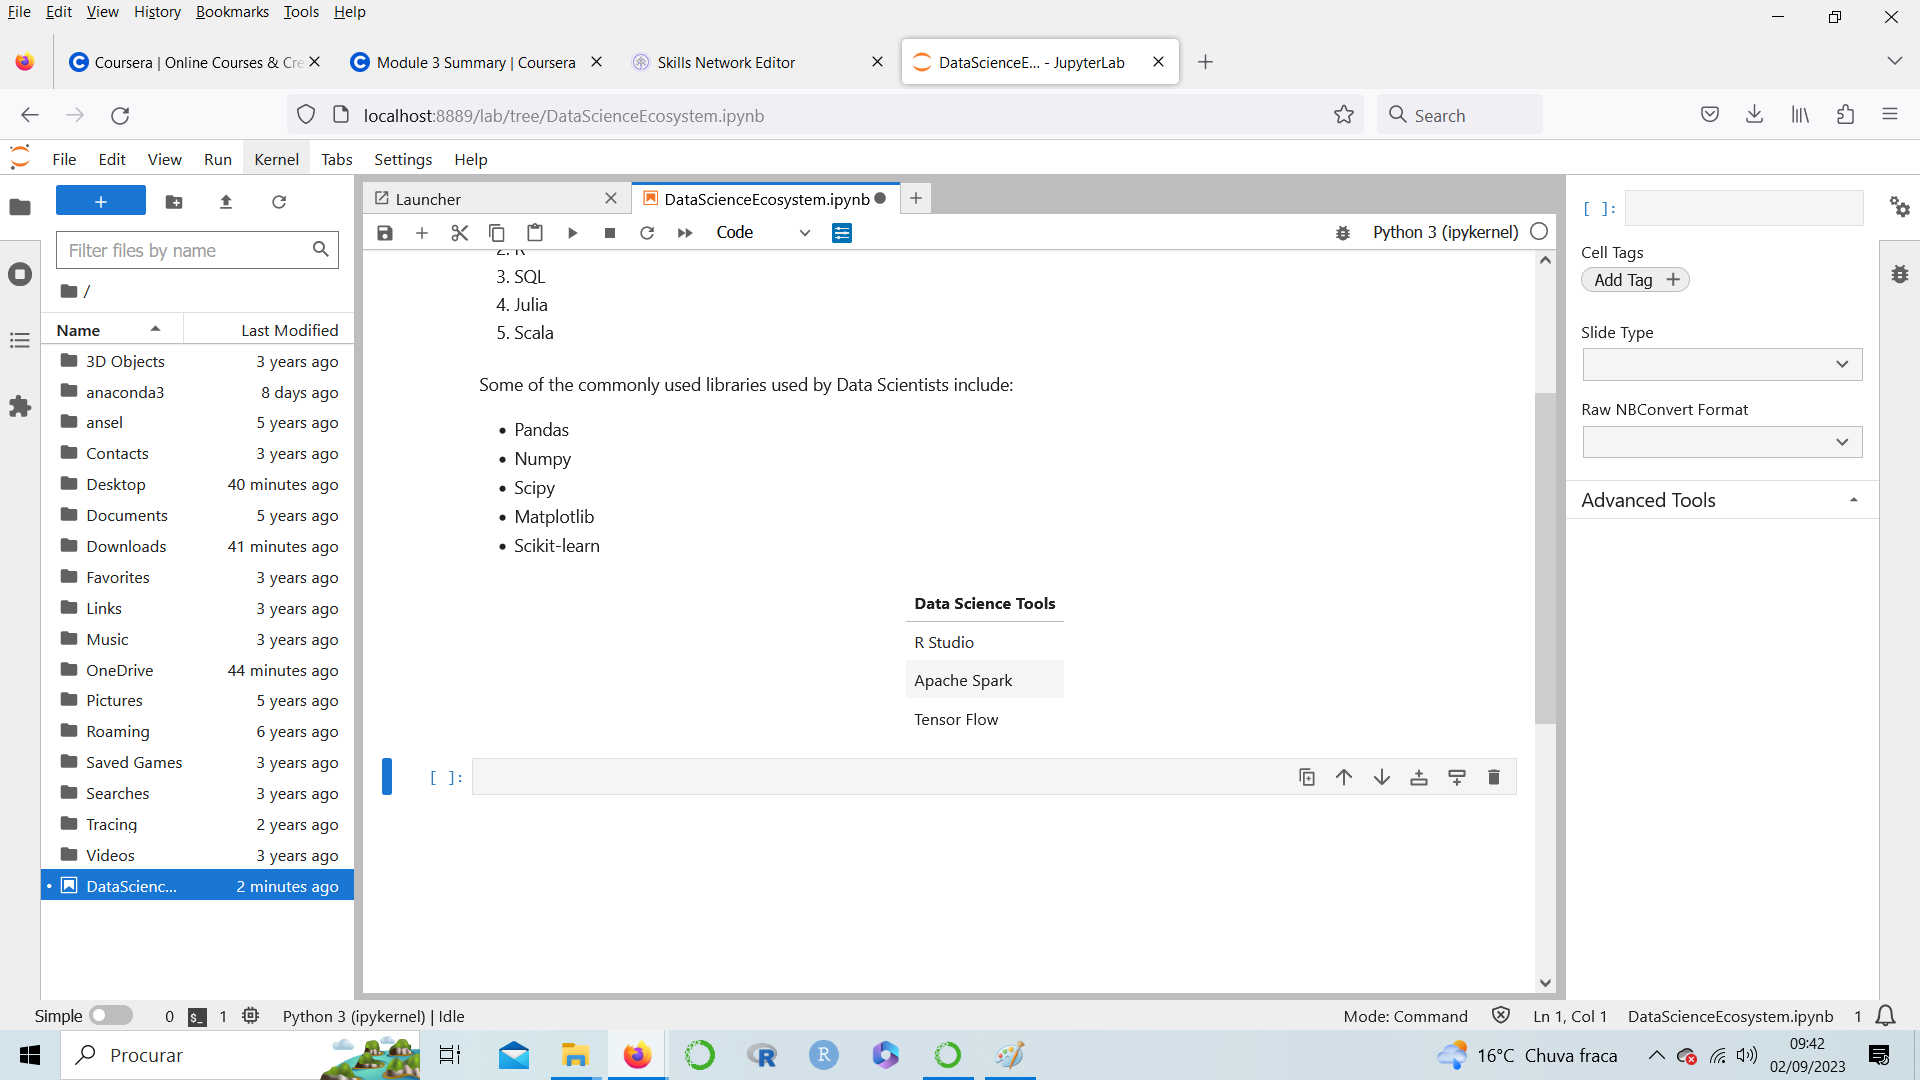 File Edit View History Bookmarks Tools Help
Coursera | Online Courses & Cre
Module 3 Summary | Coursera
Skills Network Editor
DataScienceE... - JupyterLab
localhost:8889/lab/tree/DataScienceEcosystem.ipynb
Search
File Edit View Run Kernel Tabs Settings Help
Filter files by name
/
Name Last Modified
3D Objects 3 years ago
anaconda3 8 days ago
ansel 5 years ago
Contacts 3 years ago
Desktop 40 minutes ago
Documents 5 years ago
Downloads 41 minutes ago
Favorites 3 years ago
Links 3 years ago
Music 3 years ago
OneDrive 44 minutes ago
Pictures 5 years ago
Roaming 6 years ago
Saved Games 3 years ago
Searches 3 years ago
Tracing 2 years ago
Videos 3 years ago
• DataScienc... 2 minutes ago
Launcher
DataScienceEcosystem.ipynb
Code
Python 3 (ipykernel)
2. R
3. SQL
4. Julia
5. Scala
Some of the commonly used libraries used by Data Scientists include:
• Pandas
• Numpy
• Scipy
• Matplotlib
• Scikit-learn
Data Science Tools
R Studio
Apache Spark
Tensor Flow
[ ]:
[ ]:
Cell Tags
Add Tag +
Slide Type
Raw NBConvert Format
Advanced Tools
Simple 0 $_ 1 Python 3 (ipykernel) | Idle
Mode: Command Ln 1, Col 1 DataScienceEcosystem.ipynb 1
Procurar
R
R
16°C Chuva fraca
09:42
02/09/2023